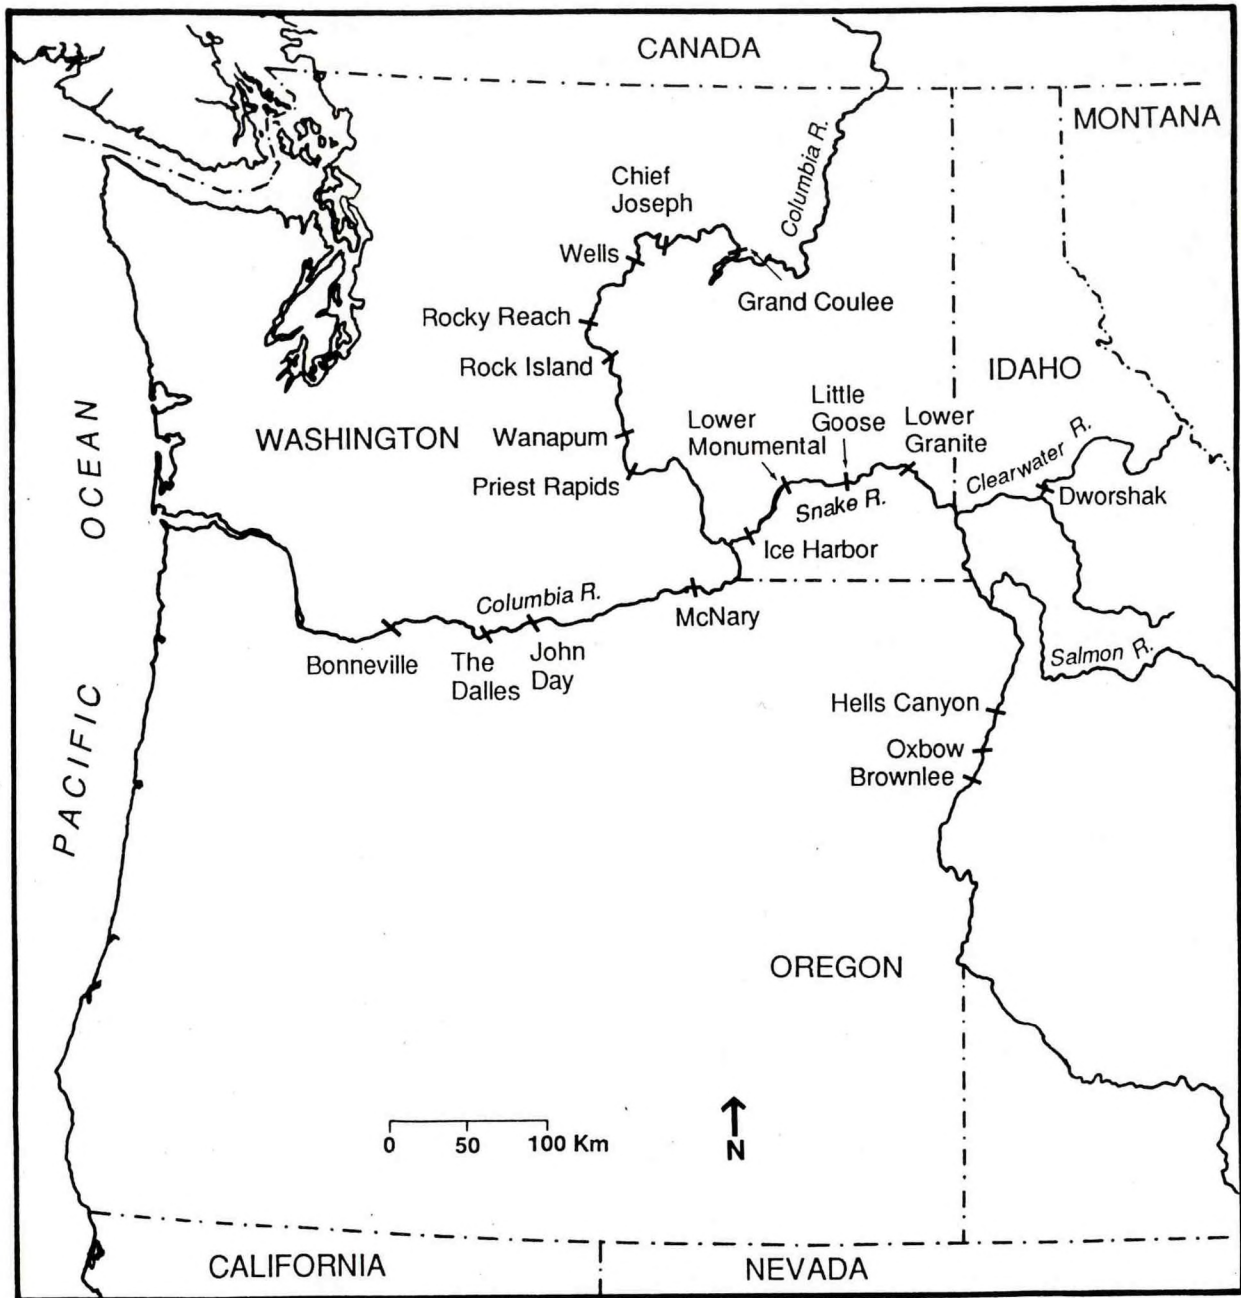 CANADA
MONTANA
Columbia R.
Chief
Joseph
Wells
Grand Coulee
Rocky Reach
Rock Island
IDAHO
WASHINGTON
Wanapum
Priest Rapids
Lower
Monumental
Little
Goose
Lower
Granite
Clearwater R.
Dworshak
Snake R.
Ice Harbor
PACIFIC OCEAN
Columbia R.
McNary
Bonneville
The
Dalles
John
Day
Salmon R.
Hells Canyon
Oxbow
Brownlee
OREGON
0 50 100 Km
N
CALIFORNIA
NEVADA